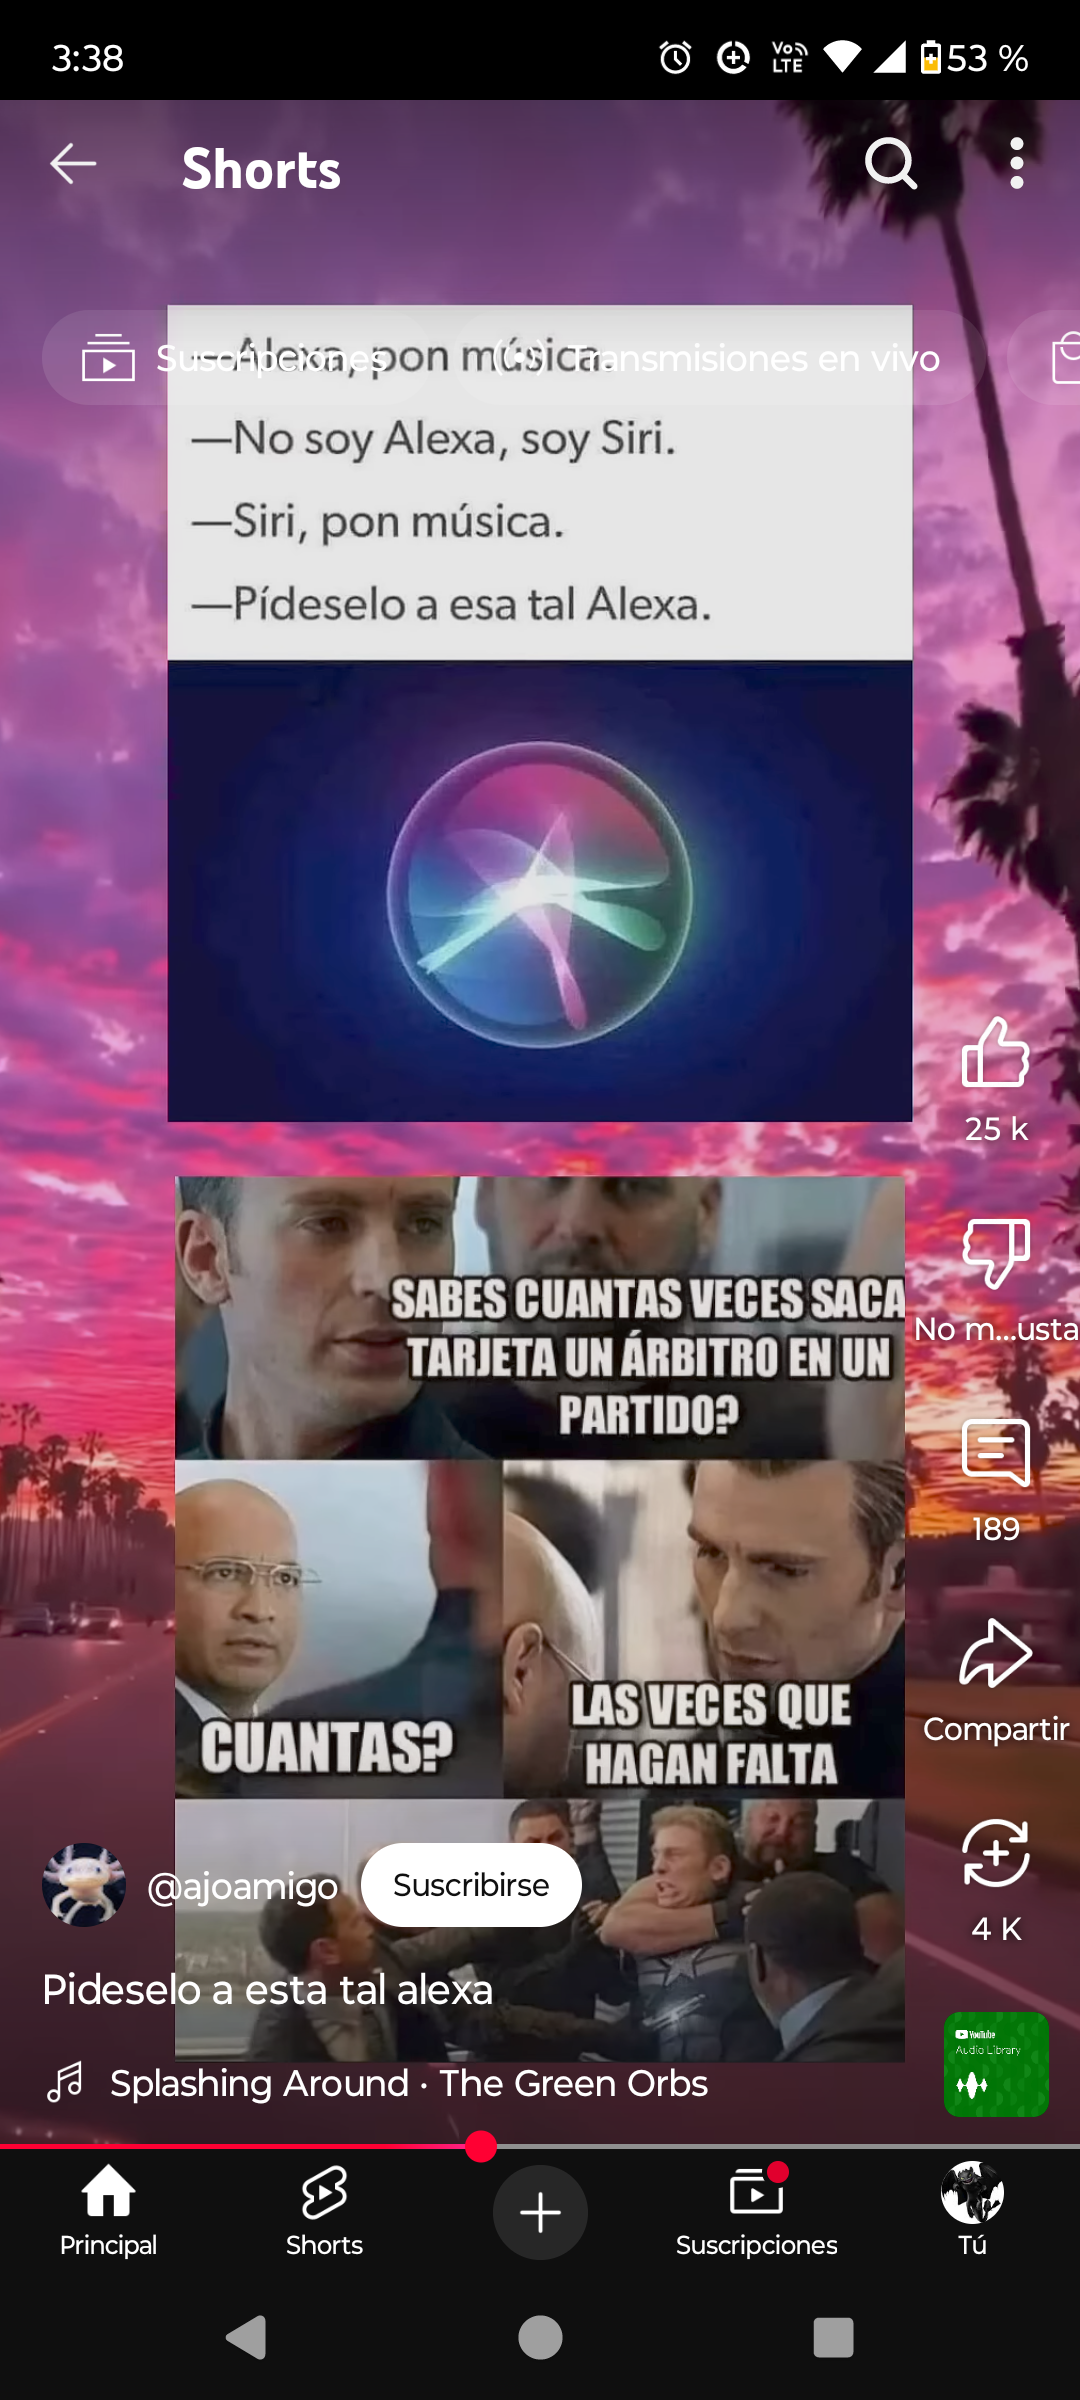 3:38
Vo LTE
53 %
Shorts
Suscripciones
Transmisiones en vivo
—Alexa, pon música.
—No soy Alexa, soy Siri.
—Siri, pon música.
—Pídeselo a esa tal Alexa.
25 k
SABES CUANTAS VECES SACA
TARJETA UN ÁRBITRO EN UN
PARTIDO?
No m...usta
189
CUANTAS?
LAS VECES QUE
HAGAN FALTA
Compartir
@ajoamigo
Suscribirse
4 K
Pideselo a esta tal alexa
YouTube
Audio Library
Splashing Around · The Green Orbs
Principal
Shorts
Suscripciones
Tú